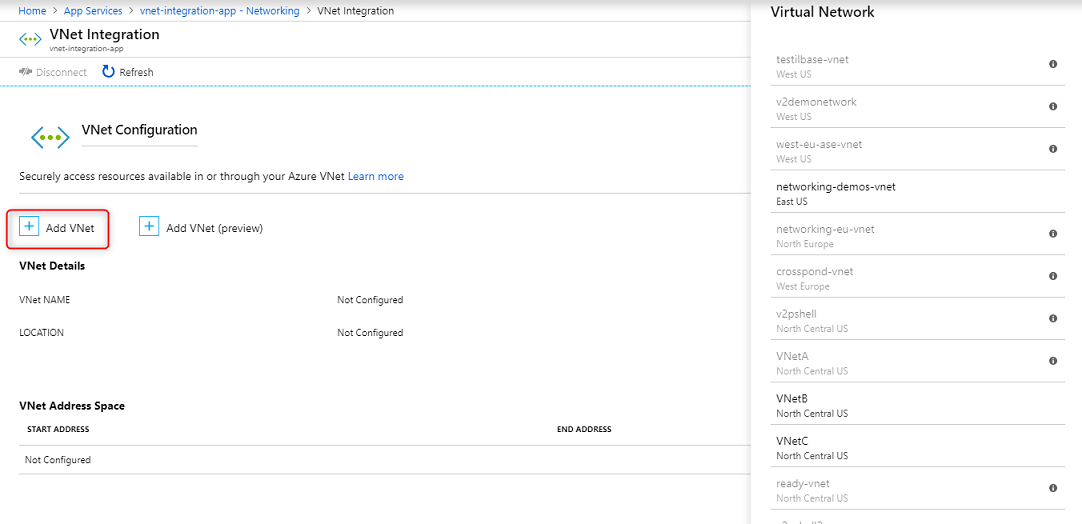 Home > App Services > vnet-integration-app - Networking > VNet Integration
VNet Integration
vnet-integration-app
Disconnect Refresh
VNet Configuration
Securely access resources available in or through your Azure VNet Learn more
Add VNet Add VNet (preview)
VNet Details
VNet NAME Not Configured
LOCATION Not Configured
VNet Address Space
START ADDRESS END ADDRESS
Not Configured
Virtual Network
testilbase-vnet
West US
v2demonetwork
West US
west-eu-ase-vnet
West US
networking-demos-vnet
East US
networking-eu-vnet
North Europe
crosspond-vnet
West Europe
v2pshell
North Central US
VNetA
North Central US
VNetB
North Central US
VNetC
North Central US
ready-vnet
North Central US